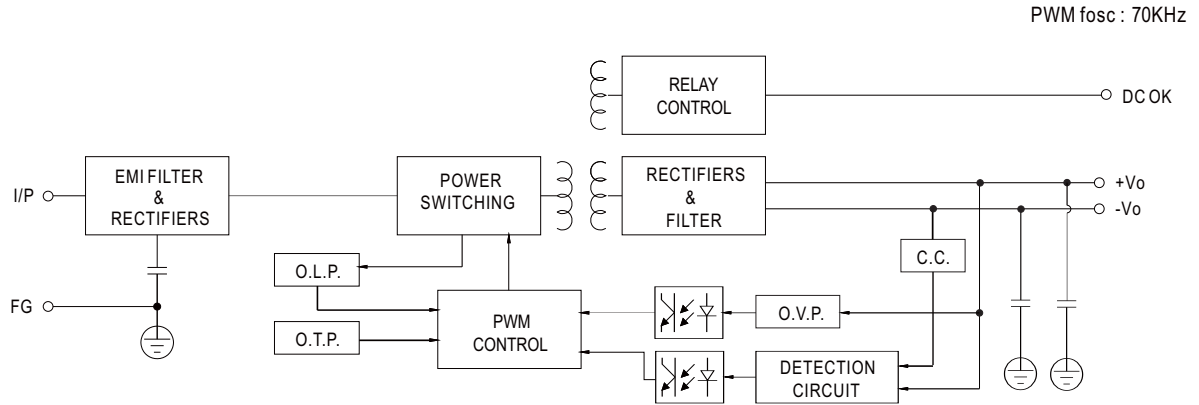 PWM fosc : 70KHz
RELAY
CONTROL
DC OK
I/P
EMI FILTER
&
RECTIFIERS
POWER
SWITCHING
RECTIFIERS
&
FILTER
+Vo
-Vo
C.C.
O.L.P.
FG
O.T.P.
PWM
CONTROL
O.V.P.
DETECTION
CIRCUIT